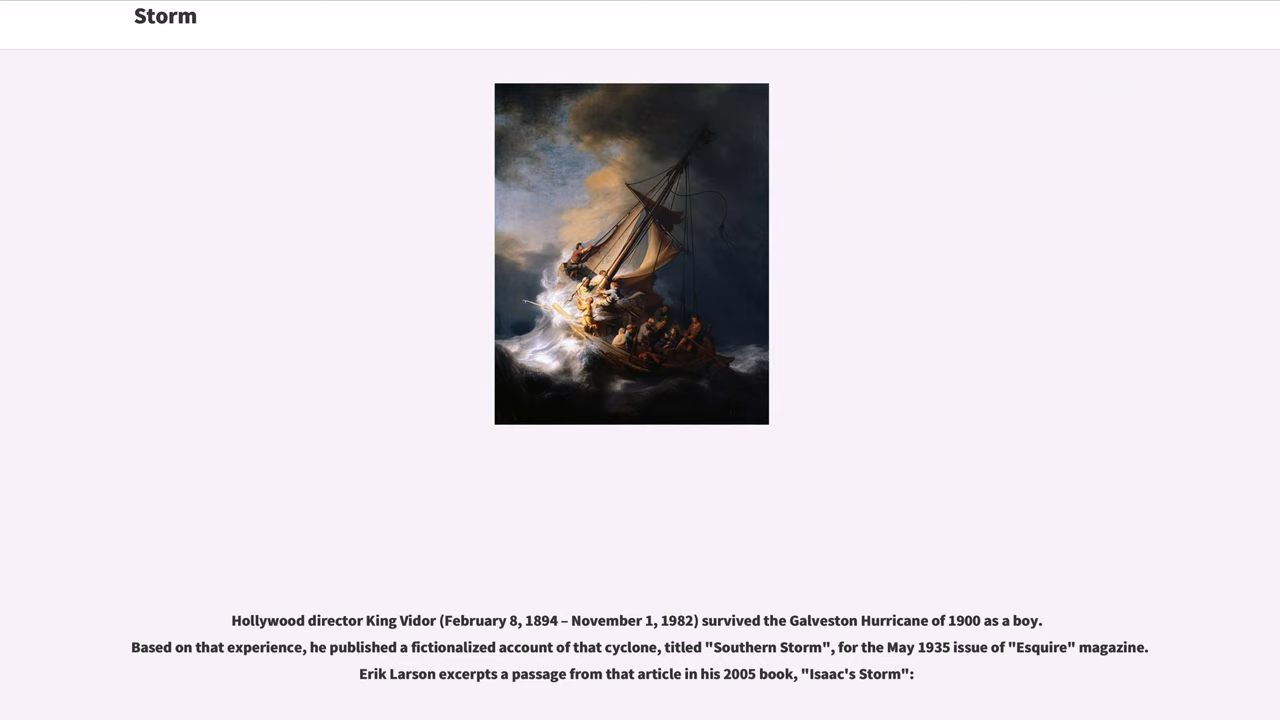 Storm
Hollywood director King Vidor (February 8, 1894 – November 1, 1982) survived the Galveston Hurricane of 1900 as a boy.
Based on that experience, he published a fictionalized account of that cyclone, titled "Southern Storm", for the May 1935 issue of "Esquire" magazine.
Erik Larson excerpts a passage from that article in his 2005 book, "Isaac's Storm":